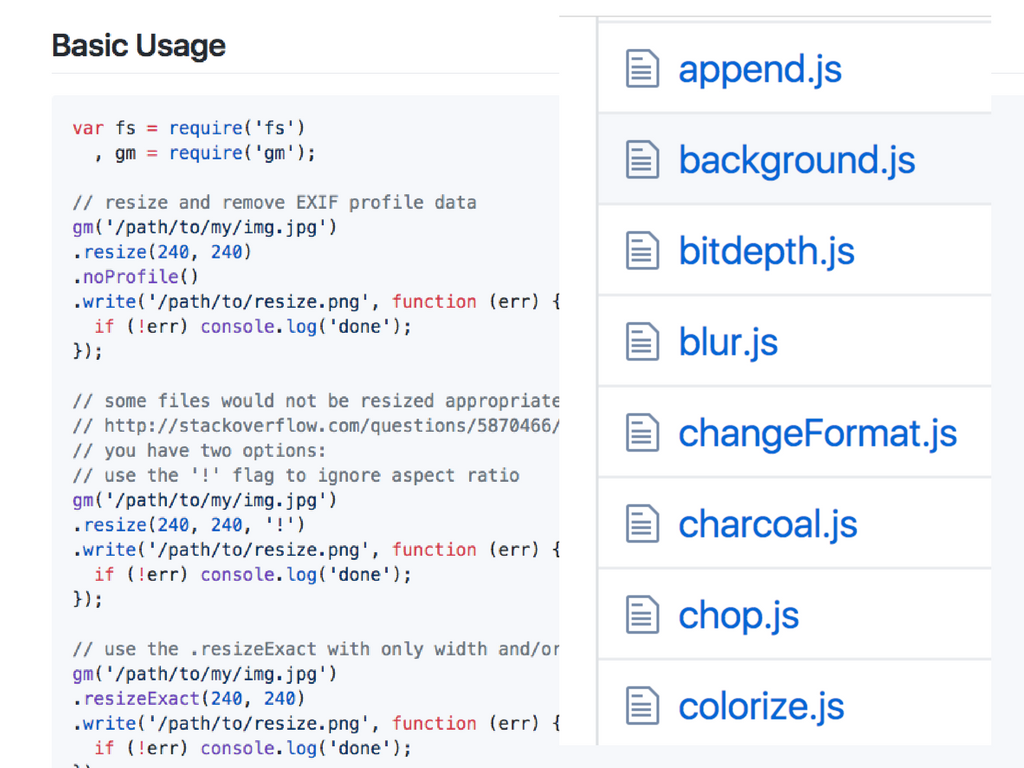 Basic Usage
var fs = require('fs')
  , gm = require('gm');

// resize and remove EXIF profile data
gm('/path/to/my/img.jpg')
.resize(240, 240)
.noProfile()
.write('/path/to/resize.png', function (err) {
  if (!err) console.log('done');
});

// some files would not be resized appropriate
// http://stackoverflow.com/questions/5870466/
// you have two options:
// use the '!' flag to ignore aspect ratio
gm('/path/to/my/img.jpg')
.resize(240, 240, '!')
.write('/path/to/resize.png', function (err) {
  if (!err) console.log('done');
});

// use the .resizeExact with only width and/or
gm('/path/to/my/img.jpg')
.resizeExact(240, 240)
.write('/path/to/resize.png', function (err) {
  if (!err) console.log('done');
append.js
background.js
bitdepth.js
blur.js
changeFormat.js
charcoal.js
chop.js
colorize.js